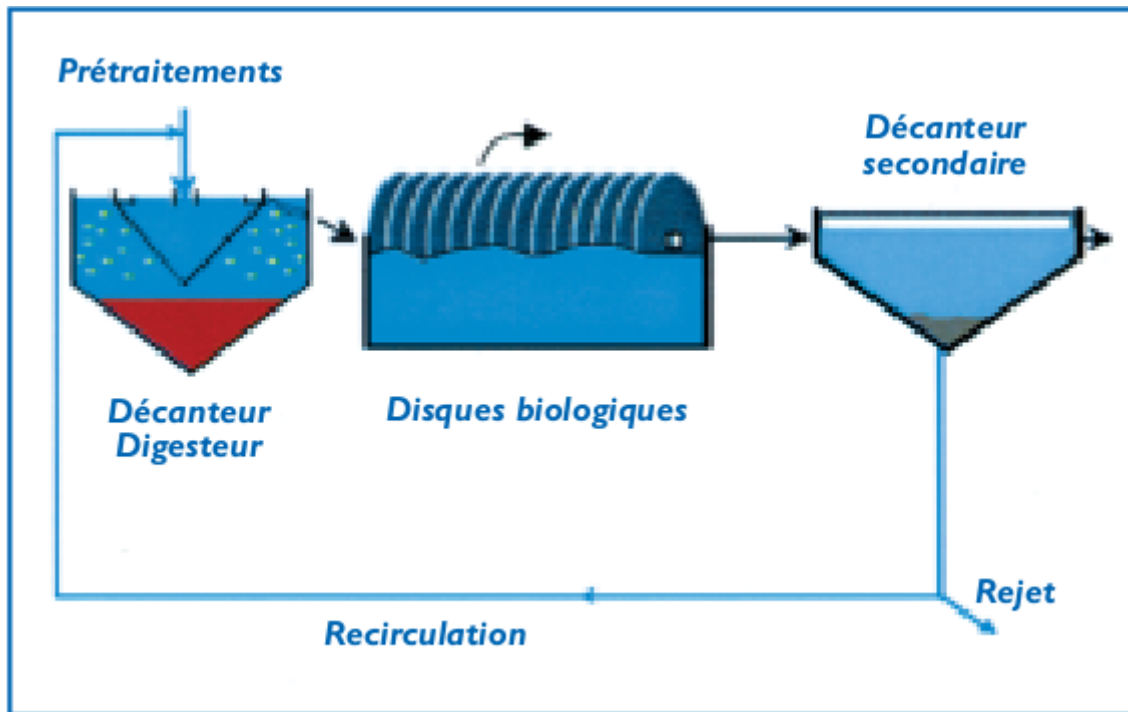 Prétraitements
Décanteur
secondaire
Décanteur
Digesteur
Disques biologiques
Recirculation
Rejet